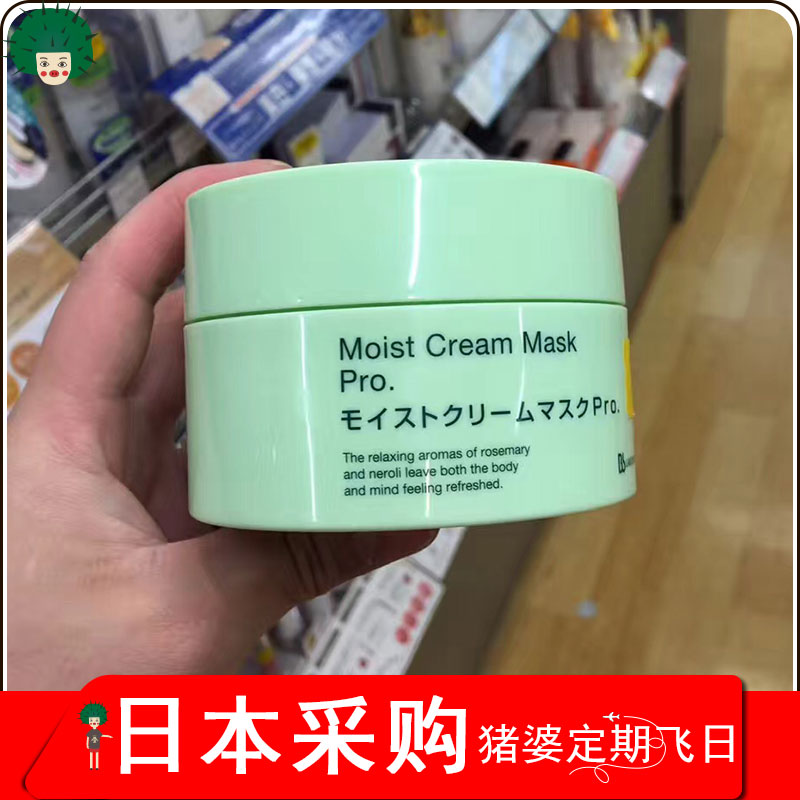 Moist Cream Mask
Pro.
モイストクリームマスクPro.
The relaxing aromas of rosemary
and neroli leave both the body
and mind feeling refreshed.
日本采购 猪婆定期飞日